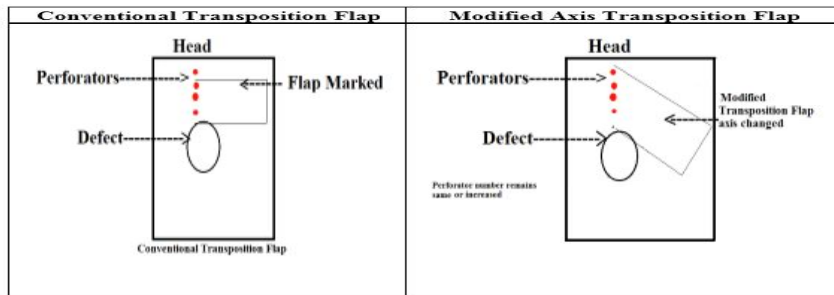 Conventional Transposition Flap
Head
Perforators
Flap Marked
Defect
Conventional Transposition Flap
Modified Axis Transposition Flap
Head
Perforators
Modified
Transposition Flap
axis changed
Defect
Perforator number remains
same or increased